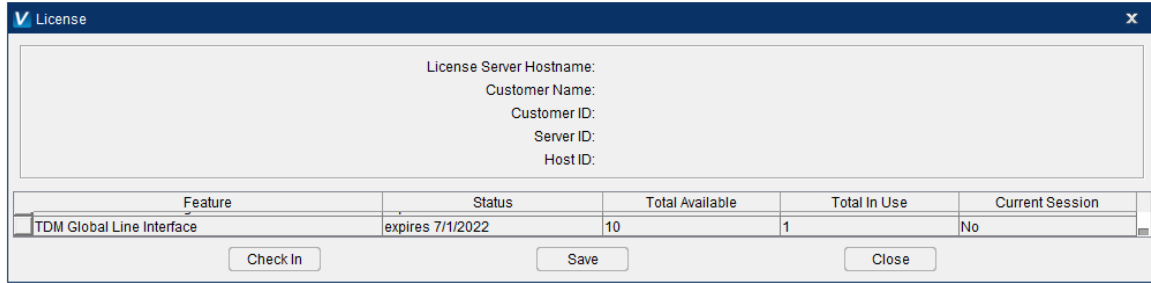 License
x
License Server Hostname:
Customer Name:
Customer ID:
Server ID:
Host ID:
Feature Status Total Available Total In Use Current Session
TDM Global Line Interface expires 7/1/2022 10 1 No
Check In Save Close